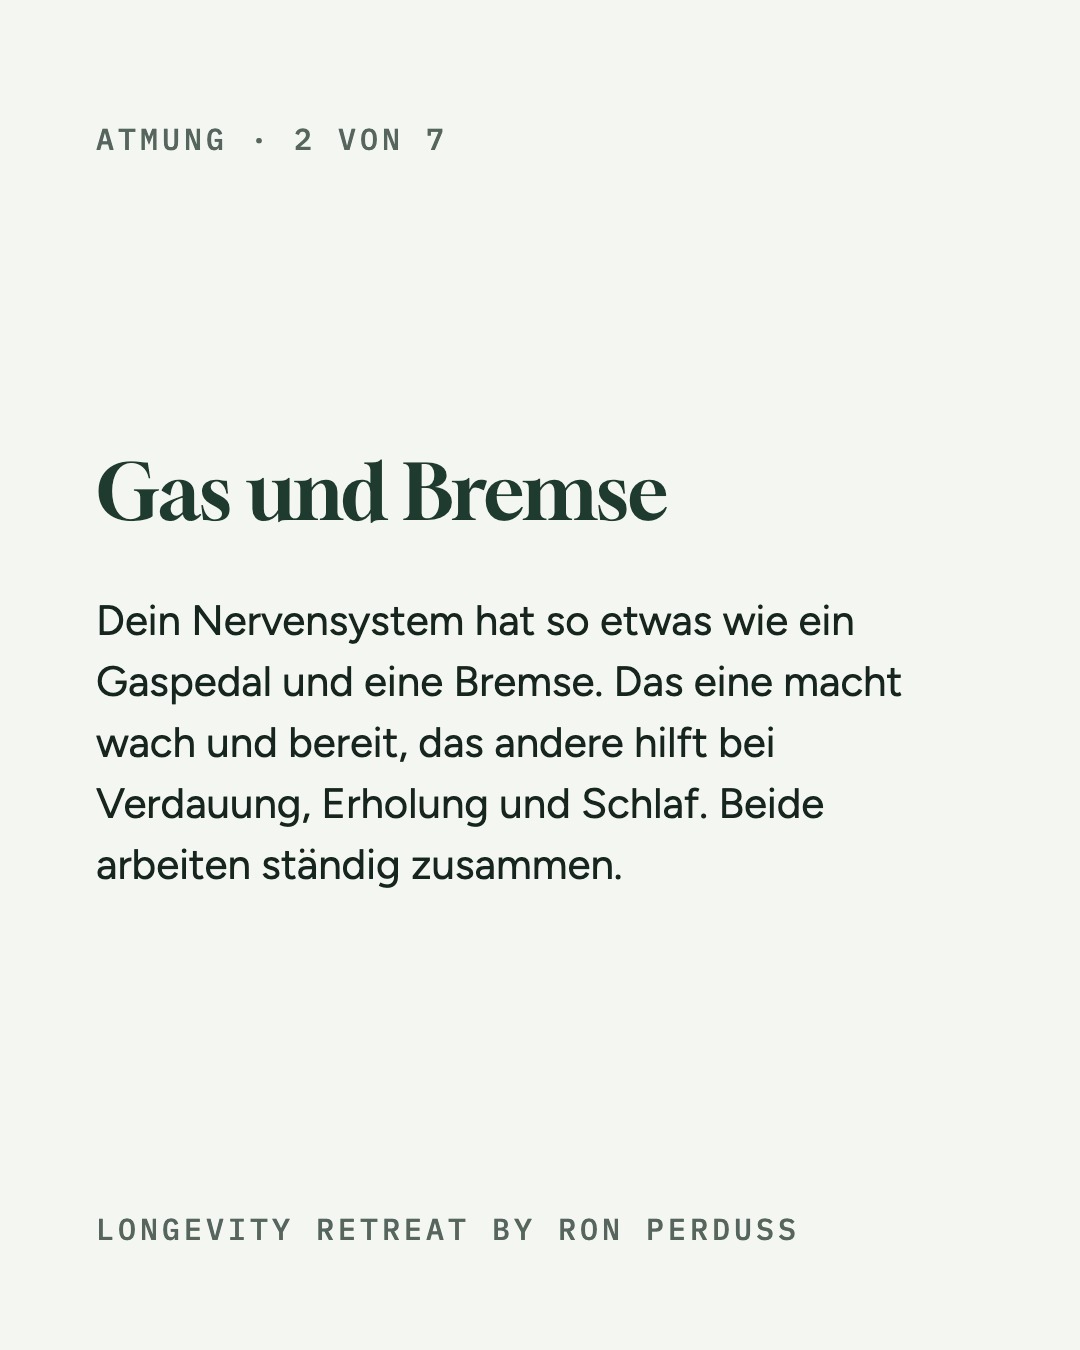 ATMUNG · 2 VON 7
Gas und Bremse
Dein Nervensystem hat so etwas wie ein
Gaspedal und eine Bremse. Das eine macht
wach und bereit, das andere hilft bei
Verdauung, Erholung und Schlaf. Beide
arbeiten ständig zusammen.
LONGEVITY RETREAT BY RON PERDUSS